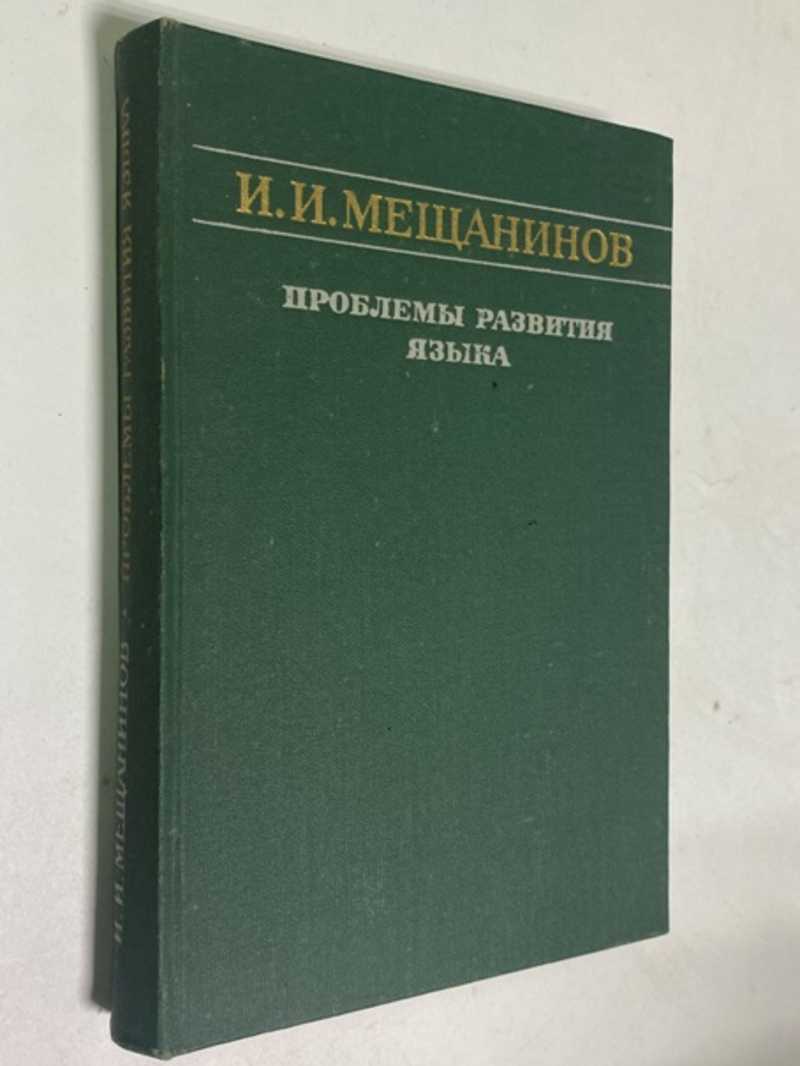 И. И. МЕЩАНИНОВ
ПРОБЛЕМЫ РАЗВИТИЯ
ЯЗЫКА
И. И. МЕЩАНИНОВ · ПРОБЛЕМЫ РАЗВИТИЯ ЯЗЫКА